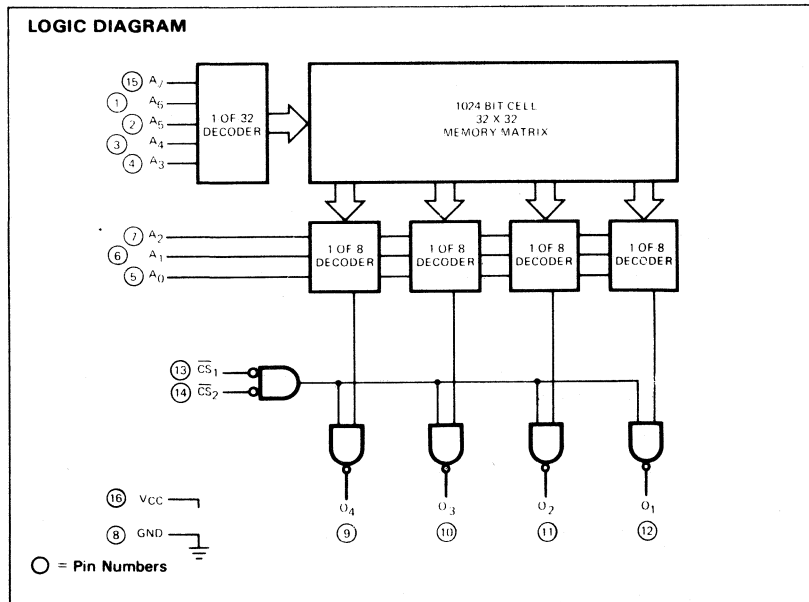 LOGIC DIAGRAM
15 A7
1 A6
2 A5
3 A4
4 A3
1 OF 32
DECODER
1024 BIT CELL
32 X 32
MEMORY MATRIX
7 A2
6 A1
5 A0
1 OF 8
DECODER
1 OF 8
DECODER
1 OF 8
DECODER
1 OF 8
DECODER
13 CS1
14 CS2
16 VCC
8 GND
O4
9
O3
10
O2
11
O1
12
= Pin Numbers